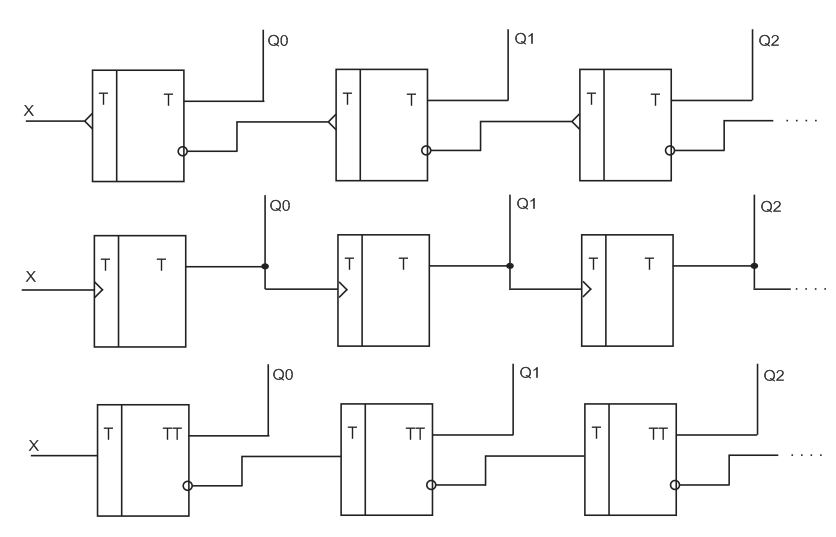 Q0 Q1 Q2
X T T T T T T . . . .
Q0 Q1 Q2
X T T T T T T . . . .
Q0 Q1 Q2
X T TT T TT T TT . . . .